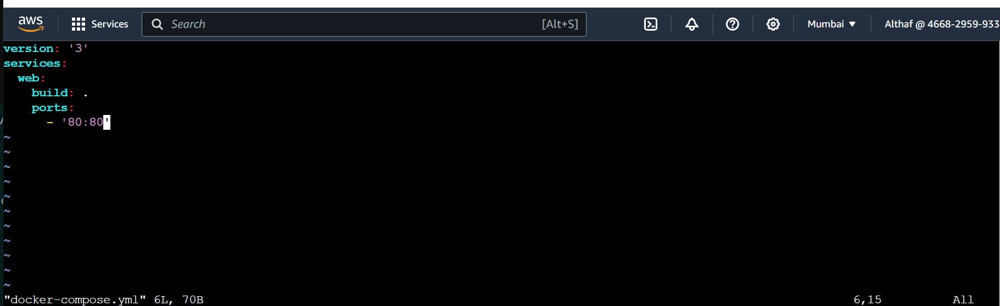 aws Services Search [Alt+S] Mumbai Althaf @ 4668-2959-933
version: '3'
services:
  web:
    build: .
    ports:
      - '80:80'
~
~
~
~
~
~
~
~
~
~
~
"docker-compose.yml" 6L, 70B 6,15 All